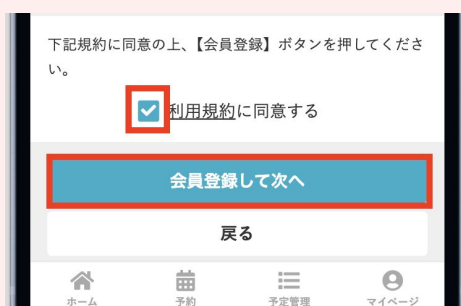 下記規約に同意の上、【会員登録】ボタンを押してくださ
い。
利用規約に同意する
会員登録して次へ
戻る
ホーム 予約 予定管理 マイページ